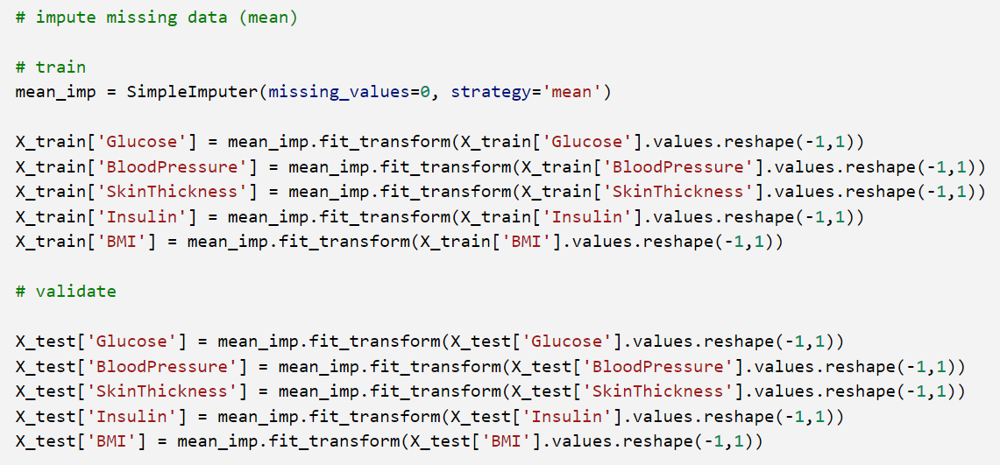 # impute missing data (mean)
# train
mean_imp = SimpleImputer(missing_values=0, strategy='mean')
X_train['Glucose'] = mean_imp.fit_transform(X_train['Glucose'].values.reshape(-1,1))
X_train['BloodPressure'] = mean_imp.fit_transform(X_train['BloodPressure'].values.reshape(-1,1))
X_train['SkinThickness'] = mean_imp.fit_transform(X_train['SkinThickness'].values.reshape(-1,1))
X_train['Insulin'] = mean_imp.fit_transform(X_train['Insulin'].values.reshape(-1,1))
X_train['BMI'] = mean_imp.fit_transform(X_train['BMI'].values.reshape(-1,1))
# validate
X_test['Glucose'] = mean_imp.fit_transform(X_test['Glucose'].values.reshape(-1,1))
X_test['BloodPressure'] = mean_imp.fit_transform(X_test['BloodPressure'].values.reshape(-1,1))
X_test['SkinThickness'] = mean_imp.fit_transform(X_test['SkinThickness'].values.reshape(-1,1))
X_test['Insulin'] = mean_imp.fit_transform(X_test['Insulin'].values.reshape(-1,1))
X_test['BMI'] = mean_imp.fit_transform(X_test['BMI'].values.reshape(-1,1))